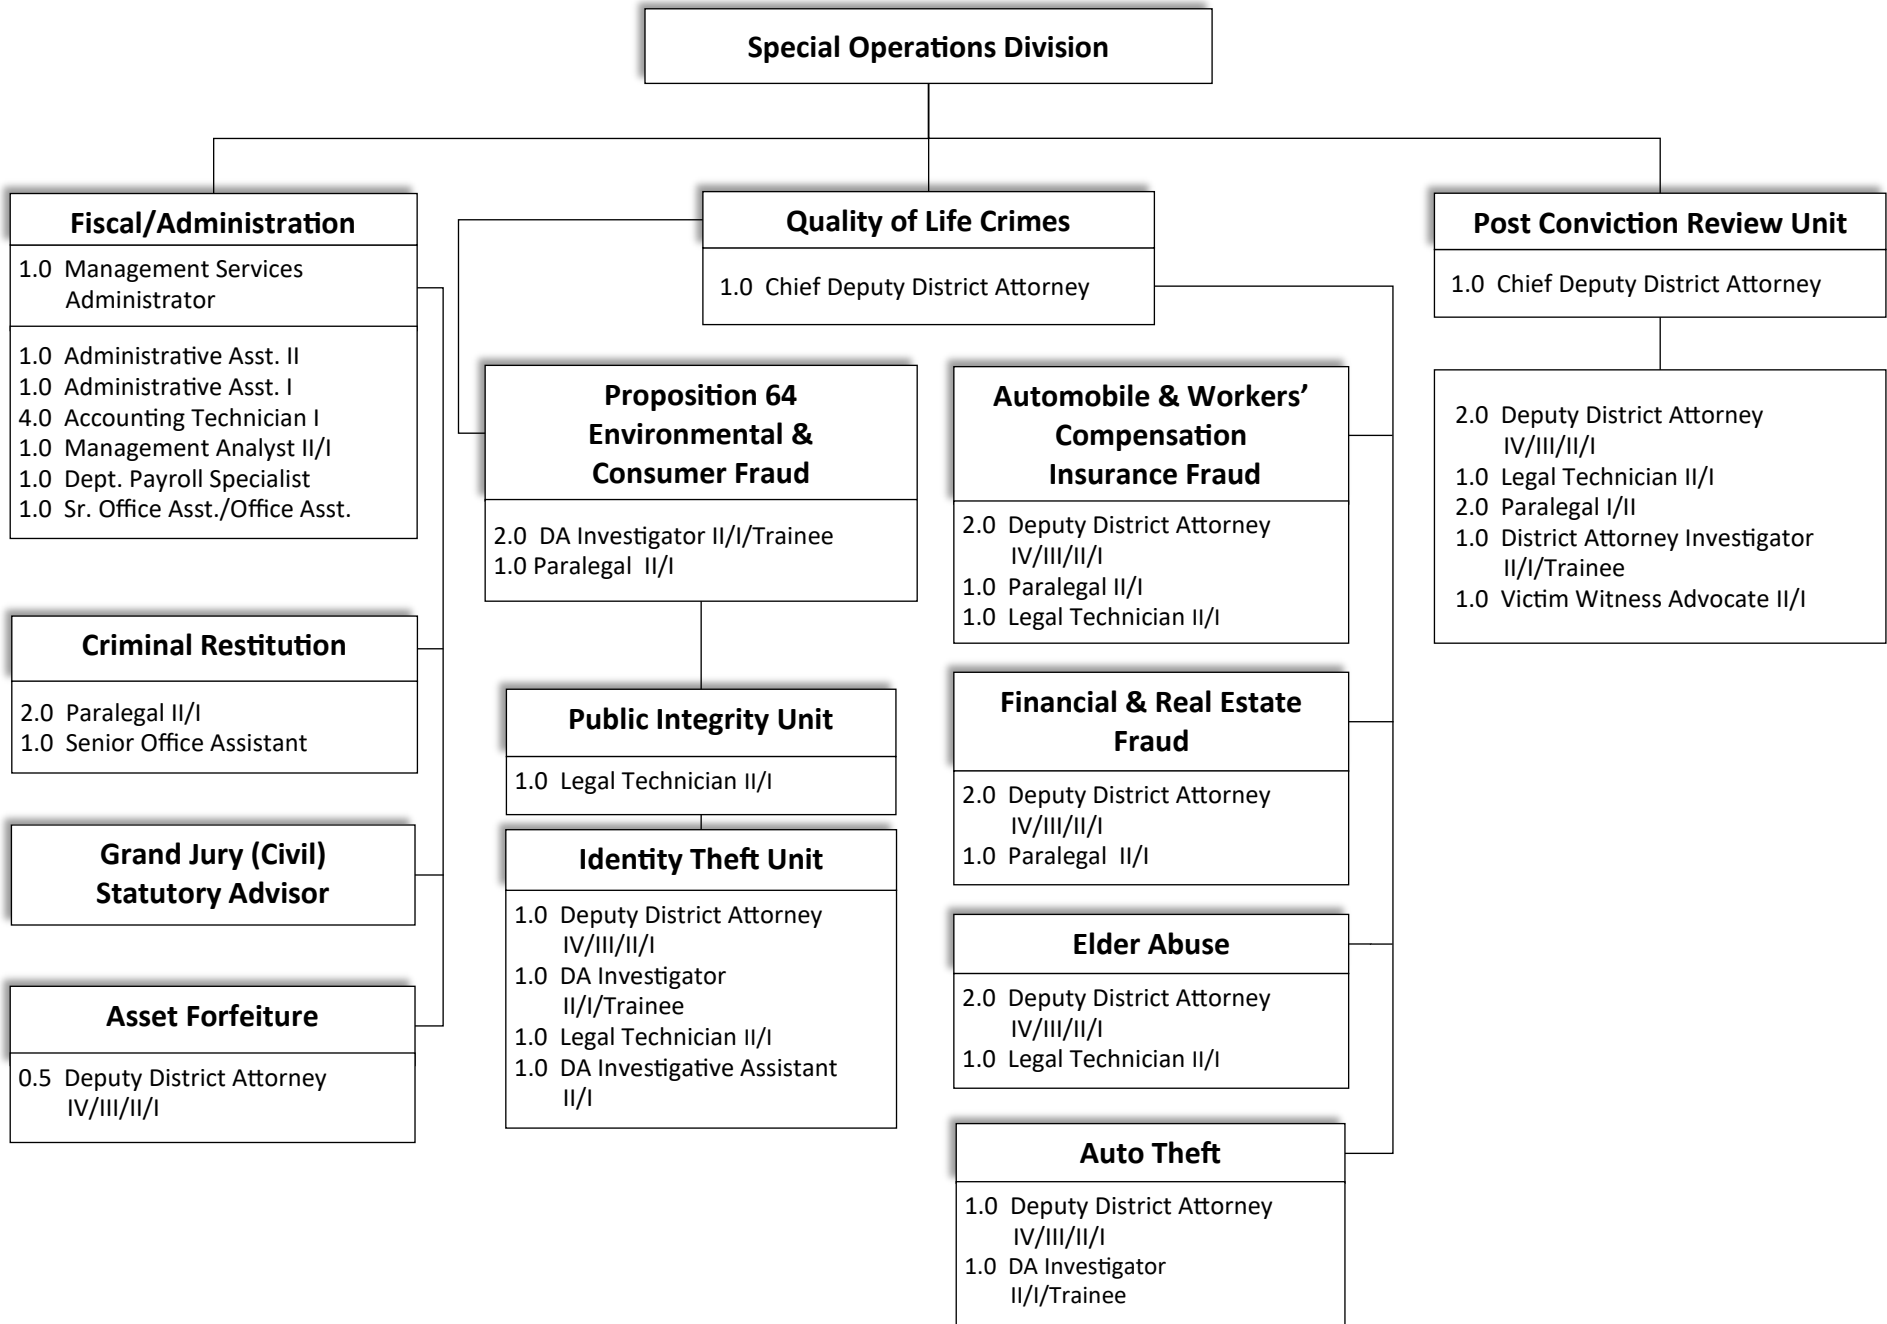 Special Operations Division
Fiscal/Administration
1.0 Management Services
Administrator
1.0 Administrative Asst. II
1.0 Administrative Asst. I
4.0 Accounting Technician I
1.0 Management Analyst II/I
1.0 Dept. Payroll Specialist
1.0 Sr. Office Asst./Office Asst.
Criminal Restitution
2.0 Paralegal II/I
1.0 Senior Office Assistant
Grand Jury (Civil)
Statutory Advisor
Asset Forfeiture
0.5 Deputy District Attorney
IV/III/II/I
Quality of Life Crimes
1.0 Chief Deputy District Attorney
Proposition 64
Environmental &
Consumer Fraud
2.0 DA Investigator II/I/Trainee
1.0 Paralegal II/I
Public Integrity Unit
1.0 Legal Technician II/I
Identity Theft Unit
1.0 Deputy District Attorney
IV/III/II/I
1.0 DA Investigator
II/I/Trainee
1.0 Legal Technician II/I
1.0 DA Investigative Assistant
II/I
Automobile & Workers’
Compensation
Insurance Fraud
2.0 Deputy District Attorney
IV/III/II/I
1.0 Paralegal II/I
1.0 Legal Technician II/I
Financial & Real Estate
Fraud
2.0 Deputy District Attorney
IV/III/II/I
1.0 Paralegal II/I
Elder Abuse
2.0 Deputy District Attorney
IV/III/II/I
1.0 Legal Technician II/I
Auto Theft
1.0 Deputy District Attorney
IV/III/II/I
1.0 DA Investigator
II/I/Trainee
Post Conviction Review Unit
1.0 Chief Deputy District Attorney
2.0 Deputy District Attorney
IV/III/II/I
1.0 Legal Technician II/I
2.0 Paralegal I/II
1.0 District Attorney Investigator
II/I/Trainee
1.0 Victim Witness Advocate II/I